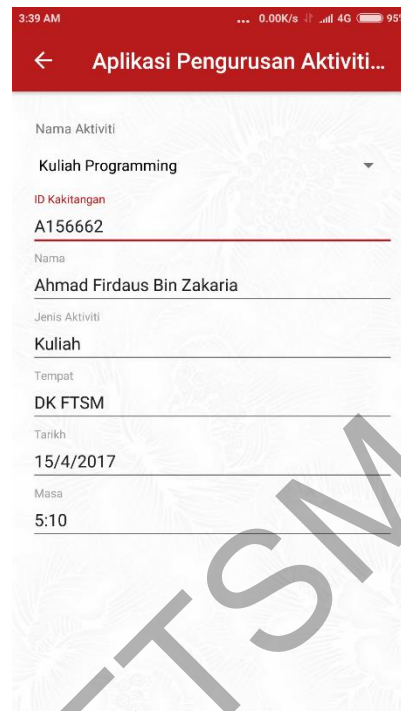 3:39 AM ... 0.00K/s 4G 95%
Aplikasi Pengurusan Aktiviti...
Nama Aktiviti
Kuliah Programming
ID Kakitangan
A156662
Nama
Ahmad Firdaus Bin Zakaria
Jenis Aktiviti
Kuliah
Tempat
DK FTSM
Tarikh
15/4/2017
Masa
5:10
FTSM